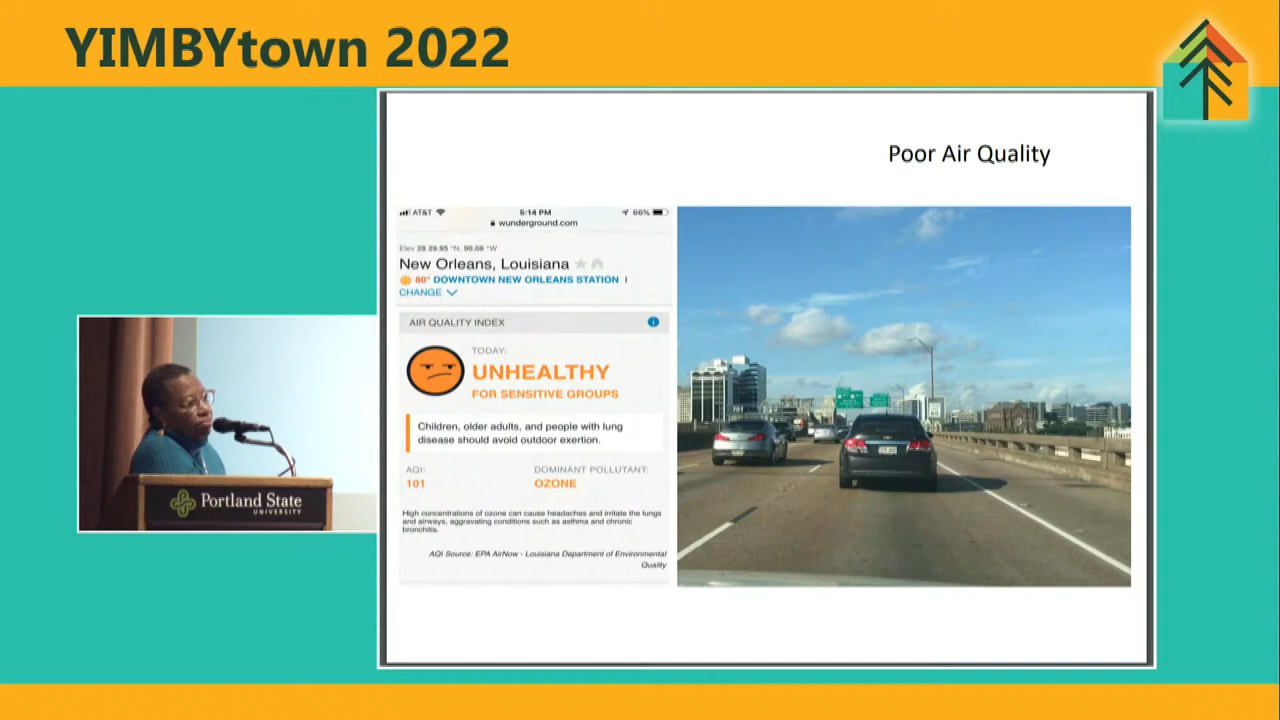 YIMBYtown 2022
Poor Air Quality
AT&T 5:14 PM 66%
wunderground.com
Elev 28 29.95 °N, 90.08 °W
New Orleans, Louisiana
80° DOWNTOWN NEW ORLEANS STATION |
CHANGE
AIR QUALITY INDEX
TODAY:
UNHEALTHY
FOR SENSITIVE GROUPS
Children, older adults, and people with lung
disease should avoid outdoor exertion.
AQI:
101
DOMINANT POLLUTANT:
OZONE
High concentrations of ozone can cause headaches and irritate the lungs
and airways, aggravating conditions such as asthma and chronic
bronchitis.
AQI Source: EPA AirNow - Louisiana Department of Environmental
Quality
Portland State
UNIVERSITY